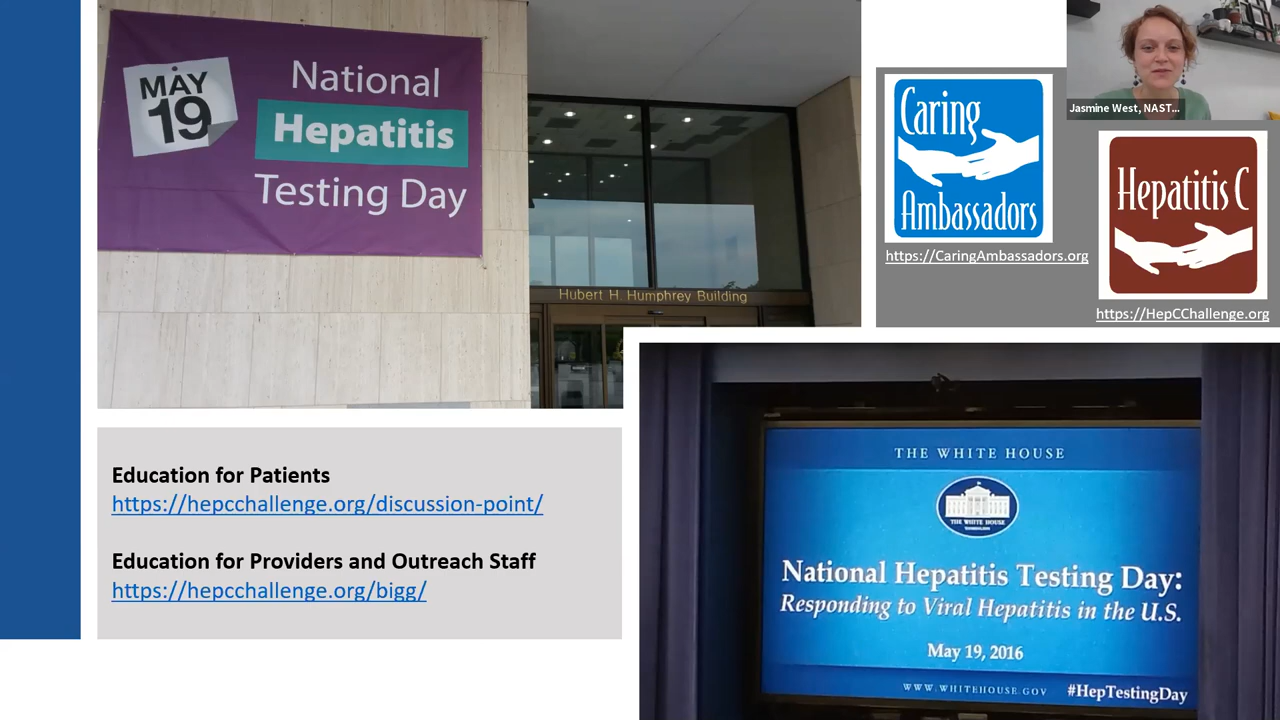 MAY
19
National
Hepatitis
Testing Day
Hubert H. Humphrey Building
Caring
Ambassadors
https://CaringAmbassadors.org
Jasmine West, NAST...
Hepatitis C
https://HepCChallenge.org
Education for Patients
https://hepcchallenge.org/discussion-point/
Education for Providers and Outreach Staff
https://hepcchallenge.org/bigg/
THE WHITE HOUSE
THE WHITE HOUSE
National Hepatitis Testing Day:
Responding to Viral Hepatitis in the U.S.
May 19, 2016
WWW.WHITEHOUSE.GOV #HepTestingDay